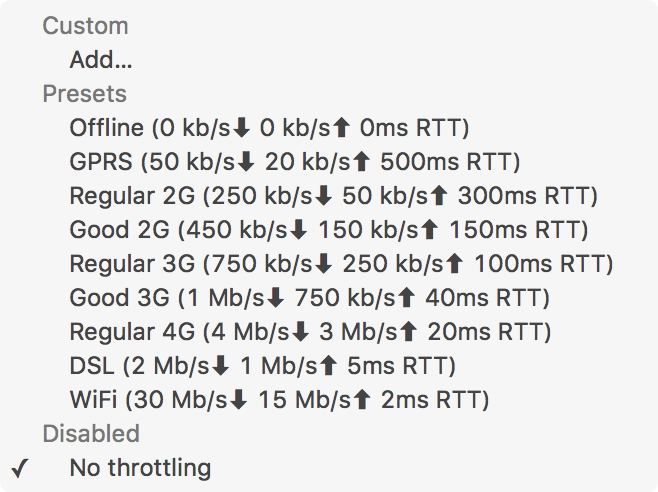 Custom
Add...
Presets
Offline (0 kb/s⬇ 0 kb/s⬆ 0ms RTT)
GPRS (50 kb/s⬇ 20 kb/s⬆ 500ms RTT)
Regular 2G (250 kb/s⬇ 50 kb/s⬆ 300ms RTT)
Good 2G (450 kb/s⬇ 150 kb/s⬆ 150ms RTT)
Regular 3G (750 kb/s⬇ 250 kb/s⬆ 100ms RTT)
Good 3G (1 Mb/s⬇ 750 kb/s⬆ 40ms RTT)
Regular 4G (4 Mb/s⬇ 3 Mb/s⬆ 20ms RTT)
DSL (2 Mb/s⬇ 1 Mb/s⬆ 5ms RTT)
WiFi (30 Mb/s⬇ 15 Mb/s⬆ 2ms RTT)
Disabled
✓ No throttling